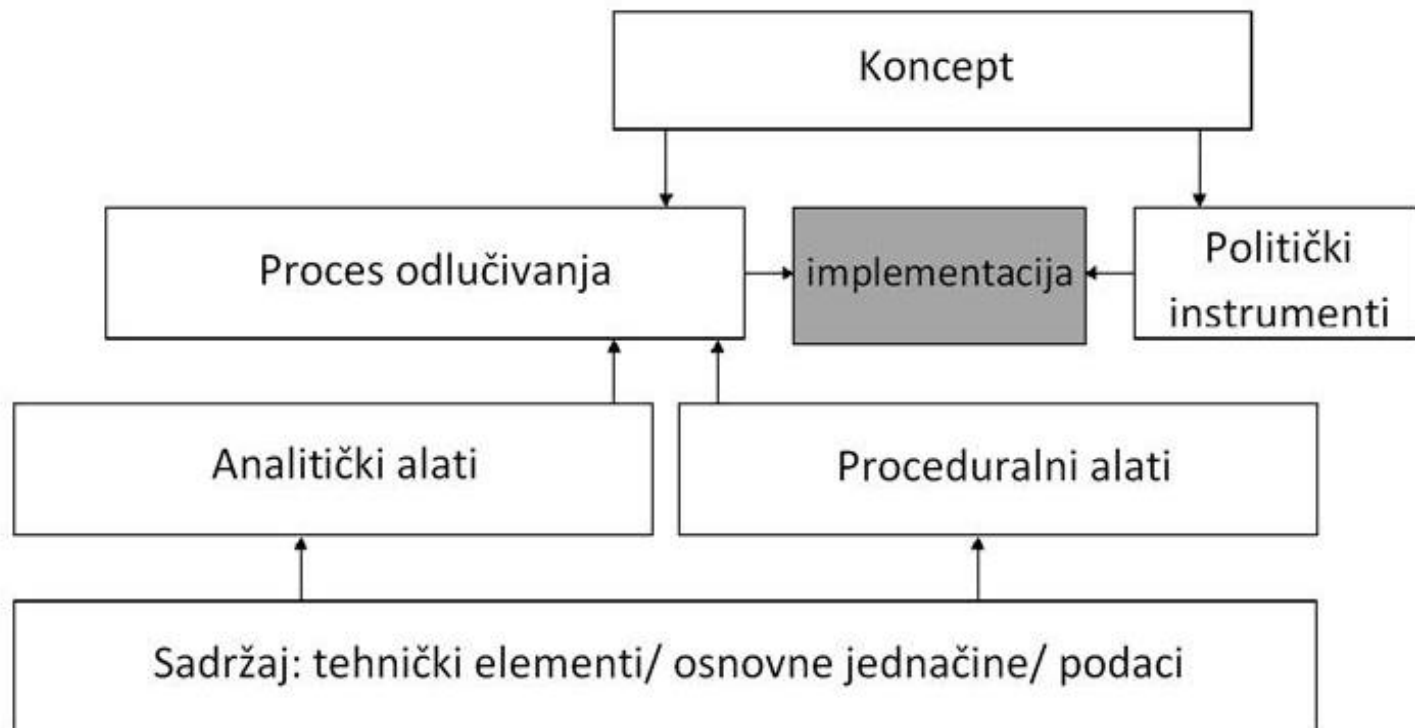 Koncept
Proces odlučivanja
implementacija
Politički
instrumenti
Analitički alati
Proceduralni alati
Sadržaj: tehnički elementi/ osnovne jednačine/ podaci